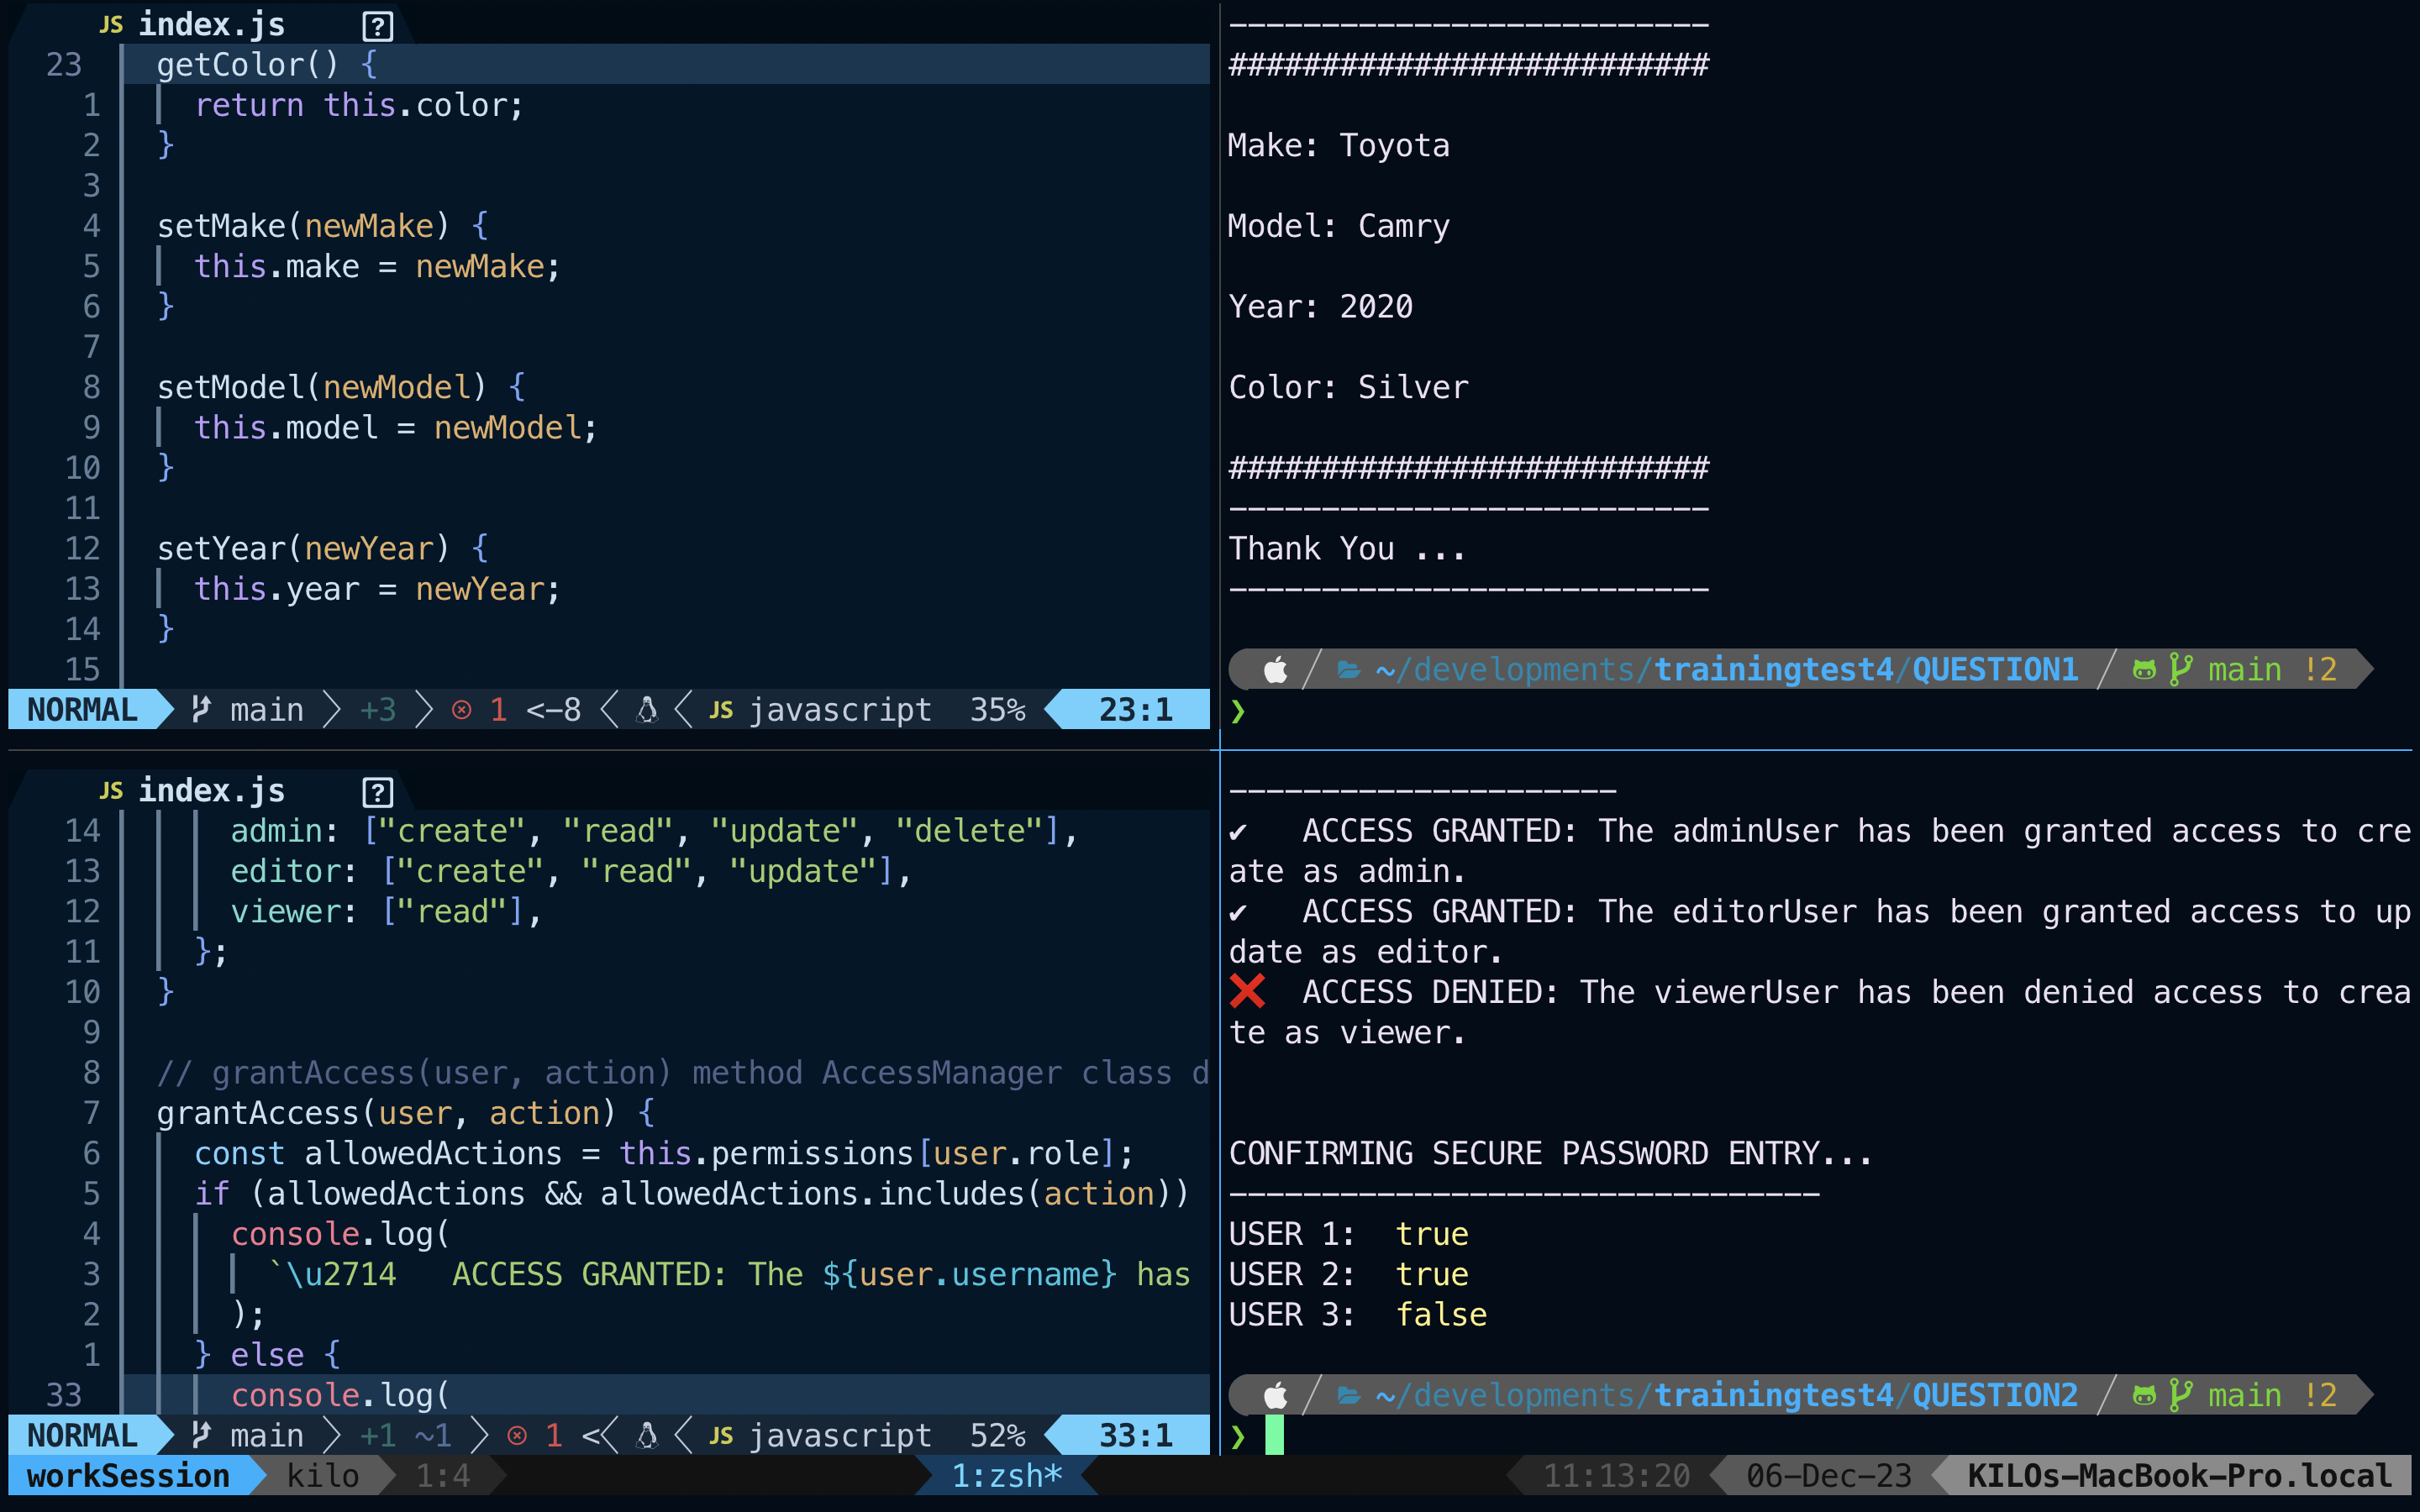 JS index.js ?
23 getColor() {
1 return this.color;
2 }
3
4 setMake(newMake) {
5 this.make = newMake;
6 }
7
8 setModel(newModel) {
9 this.model = newModel;
10 }
11
12 setYear(newYear) {
13 this.year = newYear;
14 }
15
NORMAL main +3 1 <-8 JS javascript 35% 23:1
--------------------------
##########################
Make: Toyota
Model: Camry
Year: 2020
Color: Silver
##########################
--------------------------
Thank You ...
--------------------------
~/developments/trainingtest4/QUESTION1 main !2
❯
JS index.js ?
14 admin: ["create", "read", "update", "delete"],
13 editor: ["create", "read", "update"],
12 viewer: ["read"],
11 };
10 }
9
8 // grantAccess(user, action) method AccessManager class d
7 grantAccess(user, action) {
6 const allowedActions = this.permissions[user.role];
5 if (allowedActions && allowedActions.includes(action))
4 console.log(
3 `\u2714   ACCESS GRANTED: The ${user.username} has
2 );
1 } else {
33 console.log(
NORMAL main +1 ~1 1 < JS javascript 52% 33:1
---------------------
✔   ACCESS GRANTED: The adminUser has been granted access to cre
ate as admin.
✔   ACCESS GRANTED: The editorUser has been granted access to up
date as editor.
❌  ACCESS DENIED: The viewerUser has been denied access to crea
te as viewer.
CONFIRMING SECURE PASSWORD ENTRY...
--------------------------------
USER 1:  true
USER 2:  true
USER 3:  false
~/developments/trainingtest4/QUESTION2 main !2
❯
workSession kilo 1:4 1:zsh* 11:13:20 06-Dec-23 KILOs-MacBook-Pro.local